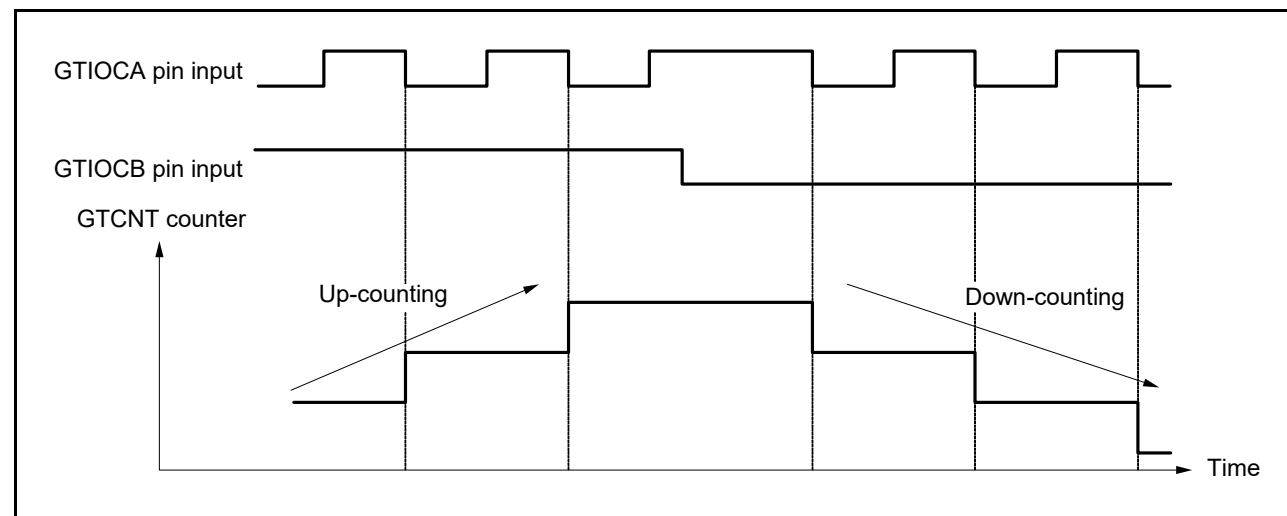 GTIOCA pin input
GTIOCB pin input
GTCNT counter
Up-counting
Down-counting
Time